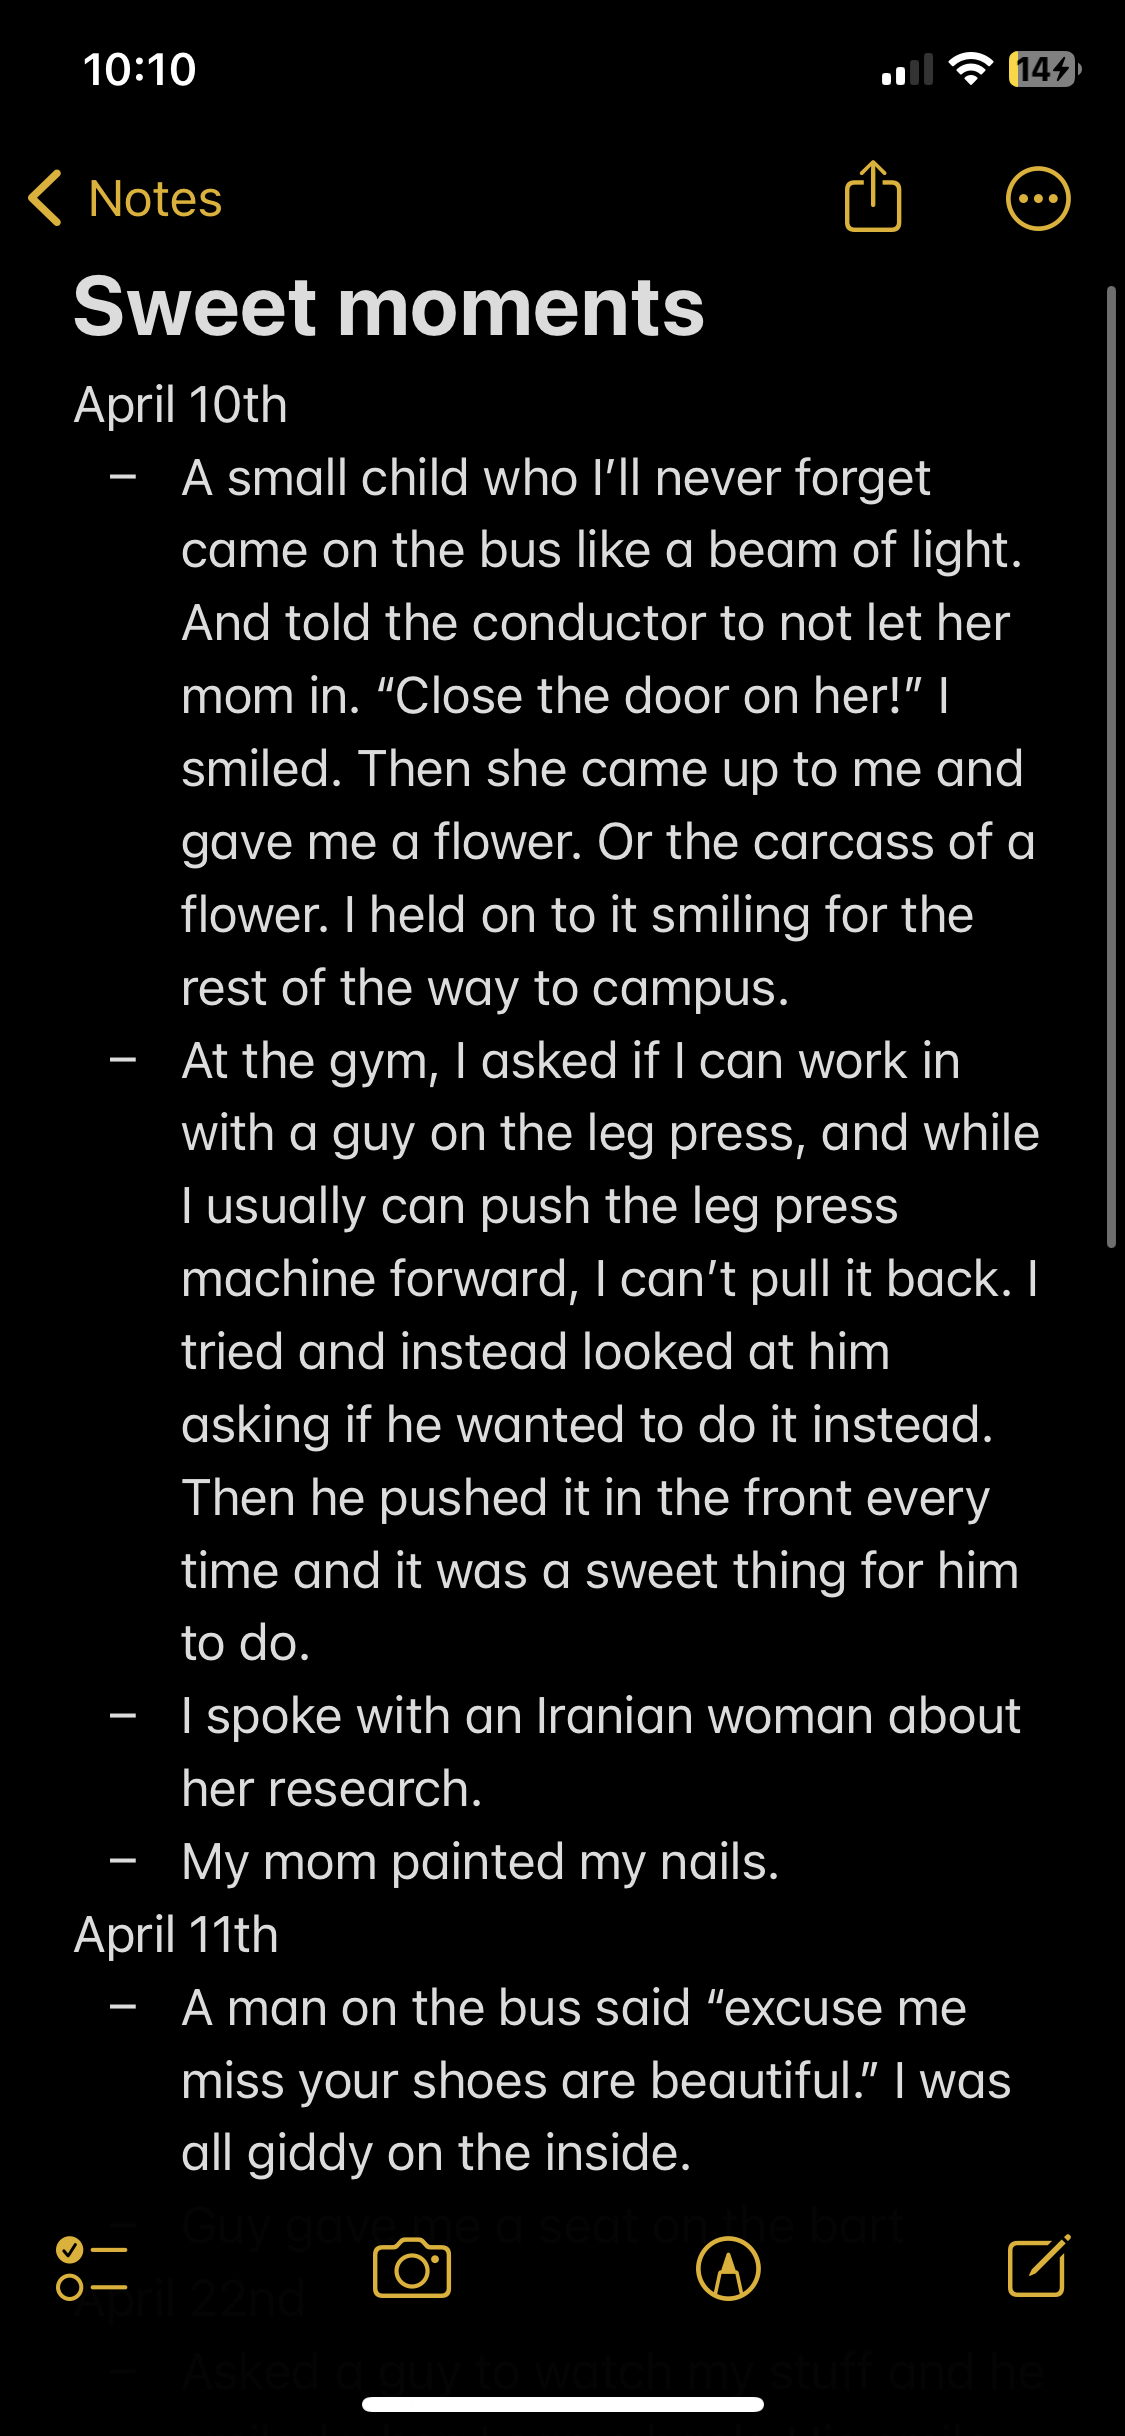 10:10
14
Notes
Sweet moments
April 10th
– A small child who I’ll never forget
came on the bus like a beam of light.
And told the conductor to not let her
mom in. “Close the door on her!” I
smiled. Then she came up to me and
gave me a flower. Or the carcass of a
flower. I held on to it smiling for the
rest of the way to campus.
– At the gym, I asked if I can work in
with a guy on the leg press, and while
I usually can push the leg press
machine forward, I can’t pull it back. I
tried and instead looked at him
asking if he wanted to do it instead.
Then he pushed it in the front every
time and it was a sweet thing for him
to do.
– I spoke with an Iranian woman about
her research.
– My mom painted my nails.
April 11th
– A man on the bus said “excuse me
miss your shoes are beautiful.” I was
all giddy on the inside.
– Guy gave me a seat on the bart
April 22nd
– Asked a guy to watch my stuff and he